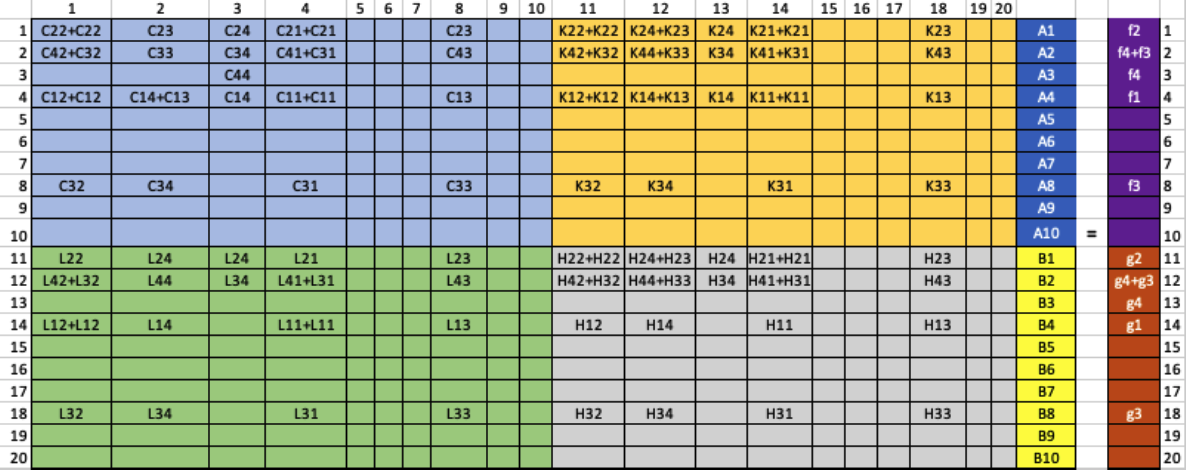 1 2 3 4 5 6 7 8 9 10 11 12 13 14 15 16 17 18 19 20
1 C22+C22 C23 C24 C21+C21 C23 K22+K22 K24+K23 K24 K21+K21 K23 A1 f2 1
2 C42+C32 C33 C34 C41+C31 C43 K42+K32 K44+K33 K34 K41+K31 K43 A2 f4+f3 2
3 C44 A3 f4 3
4 C12+C12 C14+C13 C14 C11+C11 C13 K12+K12 K14+K13 K14 K11+K11 K13 A4 f1 4
5 A5 5
6 A6 6
7 A7 7
8 C32 C34 C31 C33 K32 K34 K31 K33 A8 f3 8
9 A9 9
10 A10 = 10
11 L22 L24 L24 L21 L23 H22+H22 H24+H23 H24 H21+H21 H23 B1 g2 11
12 L42+L32 L44 L34 L41+L31 L43 H42+H32 H44+H33 H34 H41+H31 H43 B2 g4+g3 12
13 B3 g4 13
14 L12+L12 L14 L11+L11 L13 H12 H14 H11 H13 B4 g1 14
15 B5 15
16 B6 16
17 B7 17
18 L32 L34 L31 L33 H32 H34 H31 H33 B8 g3 18
19 B9 19
20 B10 20